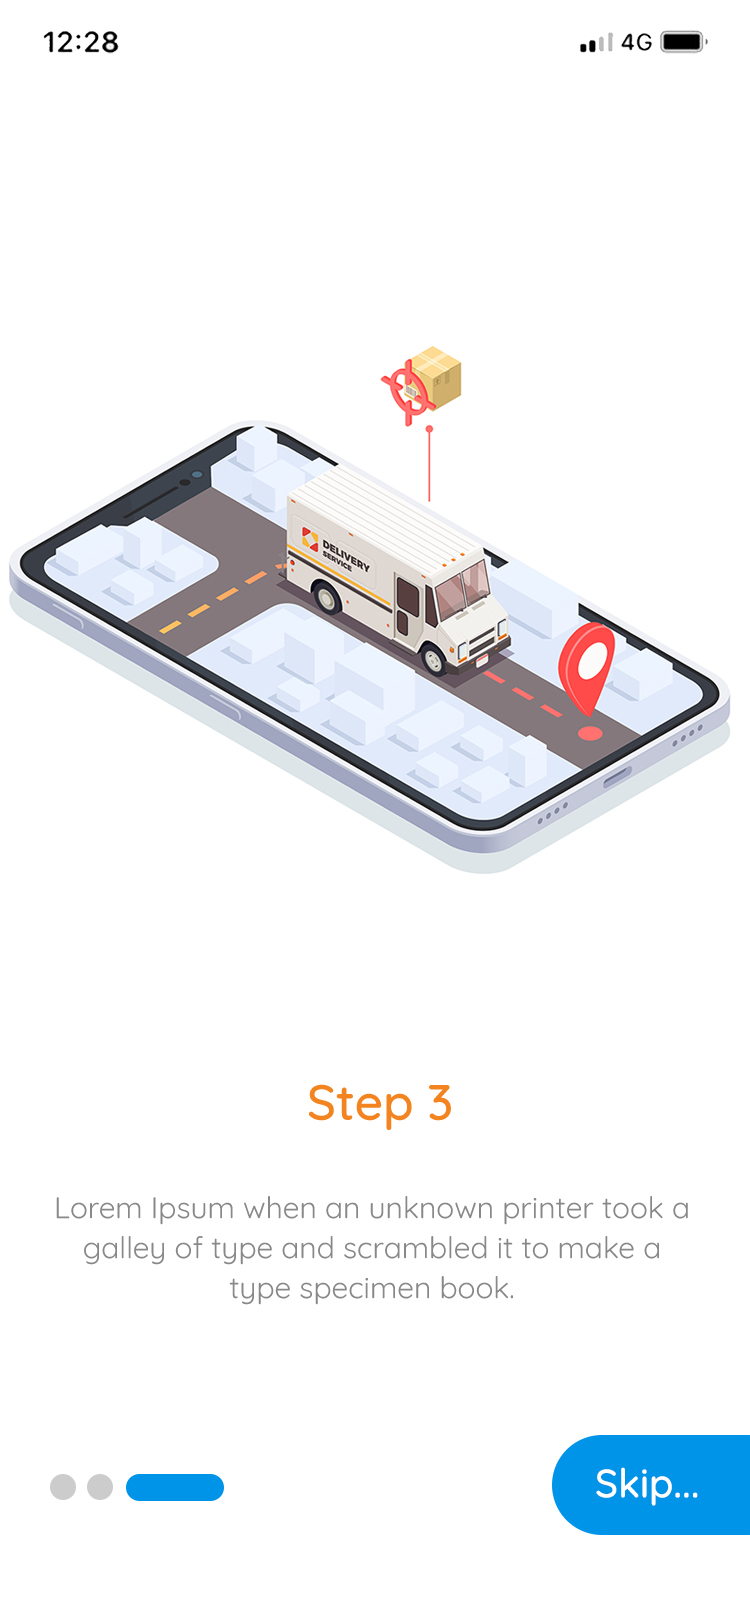 12:28
4G
DELIVERY
SERVICE
Step 3
Lorem Ipsum when an unknown printer took a
galley of type and scrambled it to make a
type specimen book.
Skip...